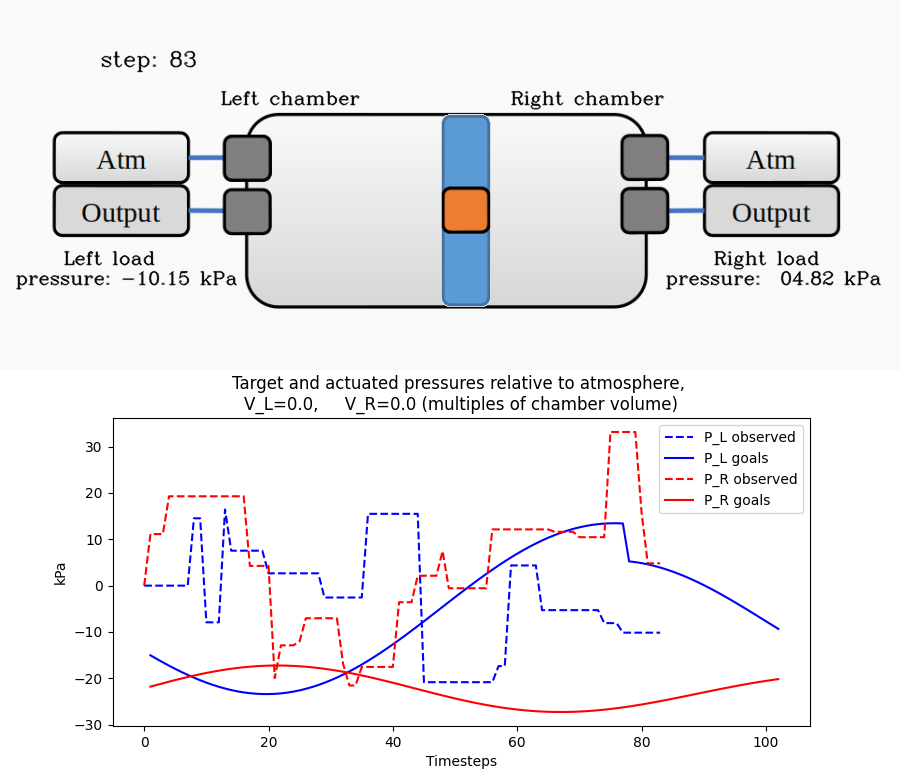 step: 83
Left chamber
Right chamber
Atm
Output
Atm
Output
Left load
pressure: −10.15 kPa
Right load
pressure: 04.82 kPa
Target and actuated pressures relative to atmosphere,
V_L=0.0, V_R=0.0 (multiples of chamber volume)
P_L observed
P_L goals
P_R observed
P_R goals
kPa
30
20
10
0
−10
−20
−30
0 20 40 60 80 100
Timesteps